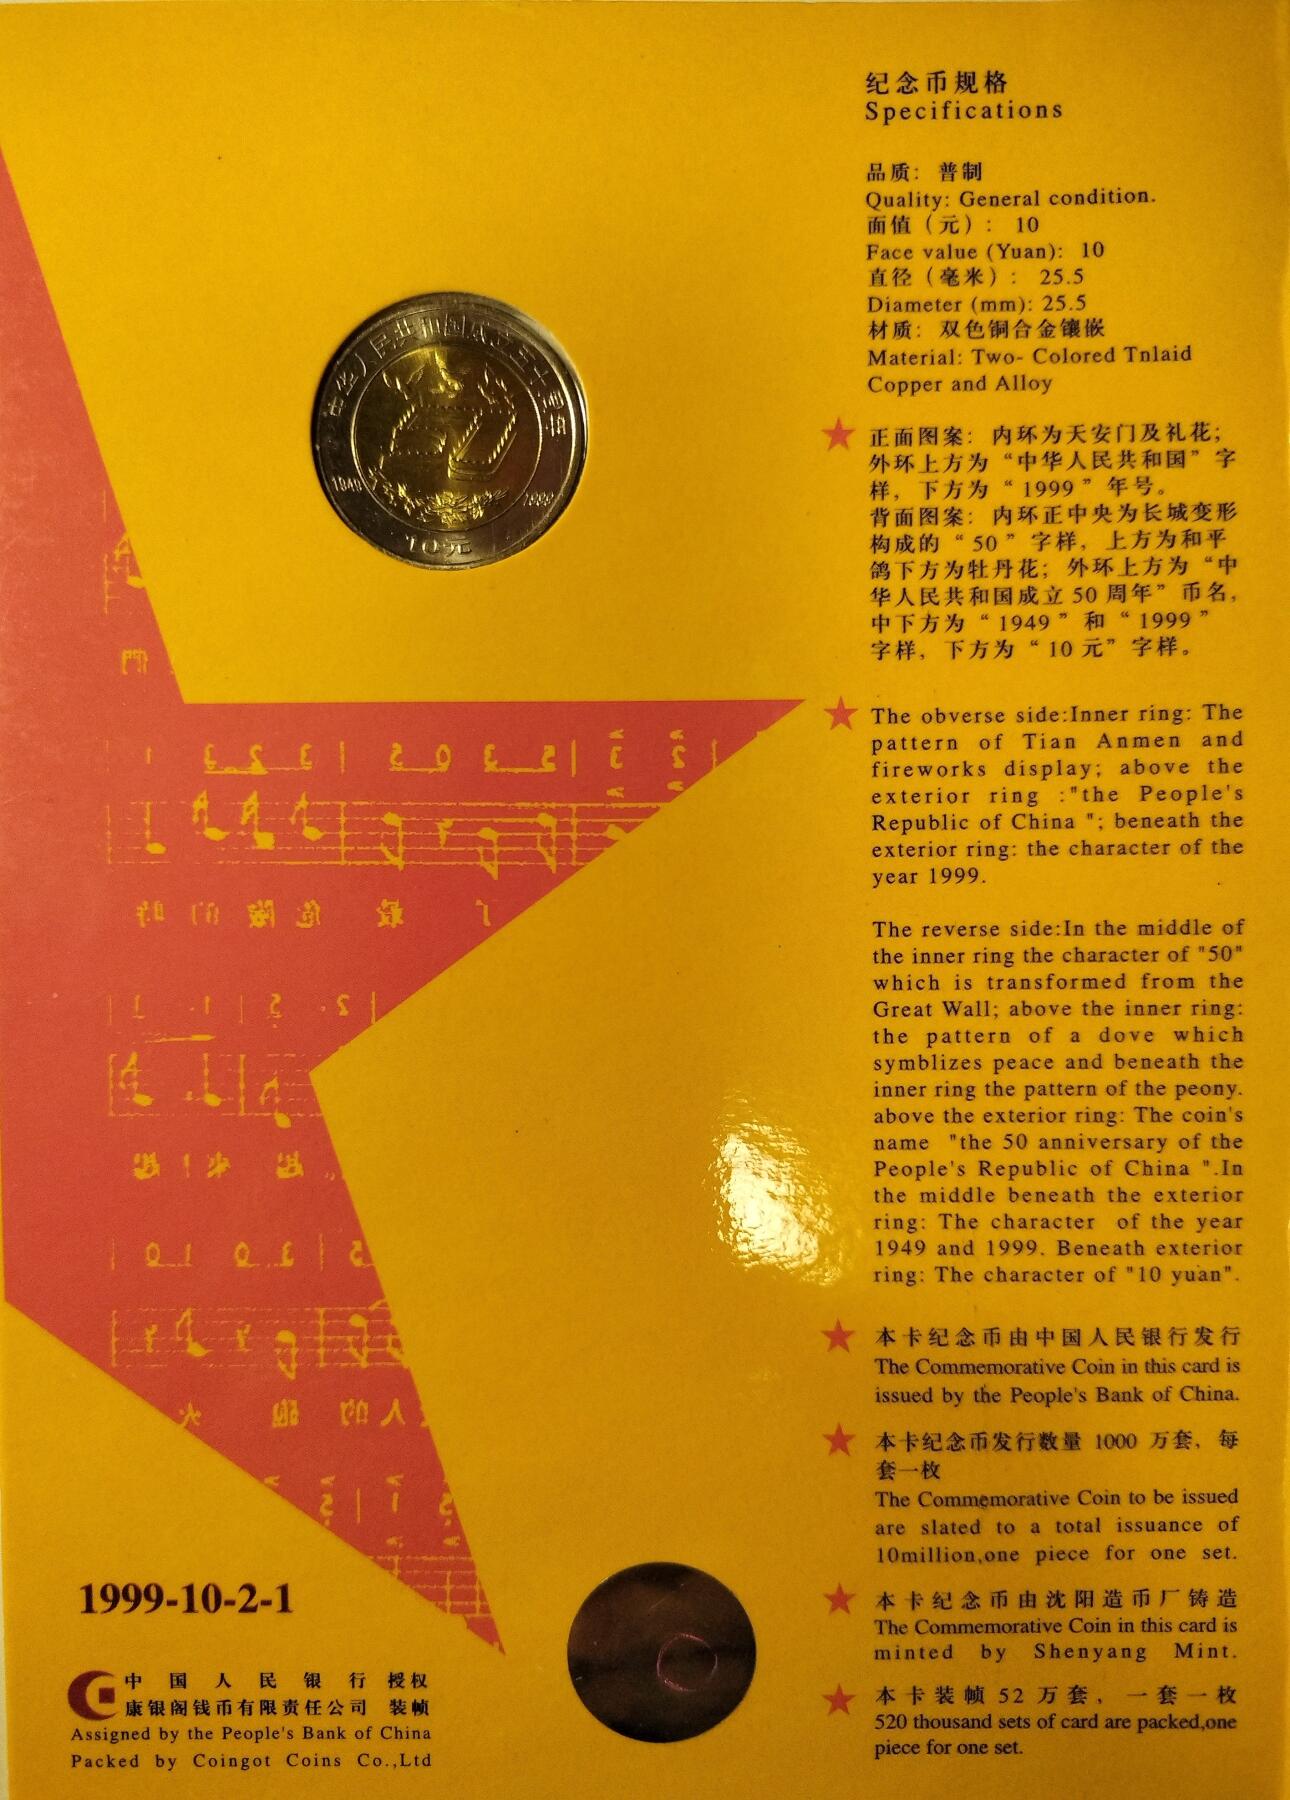 纪念币规格
Specifications
品质：普制
Quality: General condition.
面值（元）：10
Face value (Yuan): 10
直径（毫米）：25.5
Diameter (mm): 25.5
材质：双色铜合金镶嵌
Material: Two- Colored Tnlaid
Copper and Alloy
正面图案：内环为天安门及礼花；
外环上方为“中华人民共和国”字
样，下方为“1999”年号。
背面图案：内环正中央为长城变形
构成的“50”字样，上方为和平
鸽下方为牡丹花；外环上方为“中
华人民共和国成立50周年”币名，
中下方为“1949”和“1999”
字样，下方为“10元”字样。
The obverse side:Inner ring: The
pattern of Tian Anmen and
fireworks display; above the
exterior ring :"the People's
Republic of China "; beneath the
exterior ring: the character of the
year 1999.
The reverse side:In the middle of
the inner ring the character of "50"
which is transformed from the
Great Wall; above the inner ring:
the pattern of a dove which
symblizes peace and beneath the
inner ring the pattern of the peony.
above the exterior ring: The coin's
name "the 50 anniversary of the
People's Republic of China ".In
the middle beneath the exterior
ring: The character of the year
1949 and 1999. Beneath exterior
ring: The character of "10 yuan".
本卡纪念币由中国人民银行发行
The Commemorative Coin in this card is
issued by the People's Bank of China.
本卡纪念币发行数量1000万套，每
套一枚
The Commemorative Coin to be issued
are slated to a total issuance of
10million,one piece for one set.
本卡纪念币由沈阳造币厂铸造
The Commemorative Coin in this card is
minted by Shenyang Mint.
本卡装帧52万套，一套一枚
520 thousand sets of card are packed,one
piece for one set.
中华人民共和国成立五十周年
50
1949 1999
10元
1999-10-2-1
中国人民银行 授权
康银阁钱币有限责任公司 装帧
Assigned by the People's Bank of China
Packed by Coingot Coins Co.,Ltd